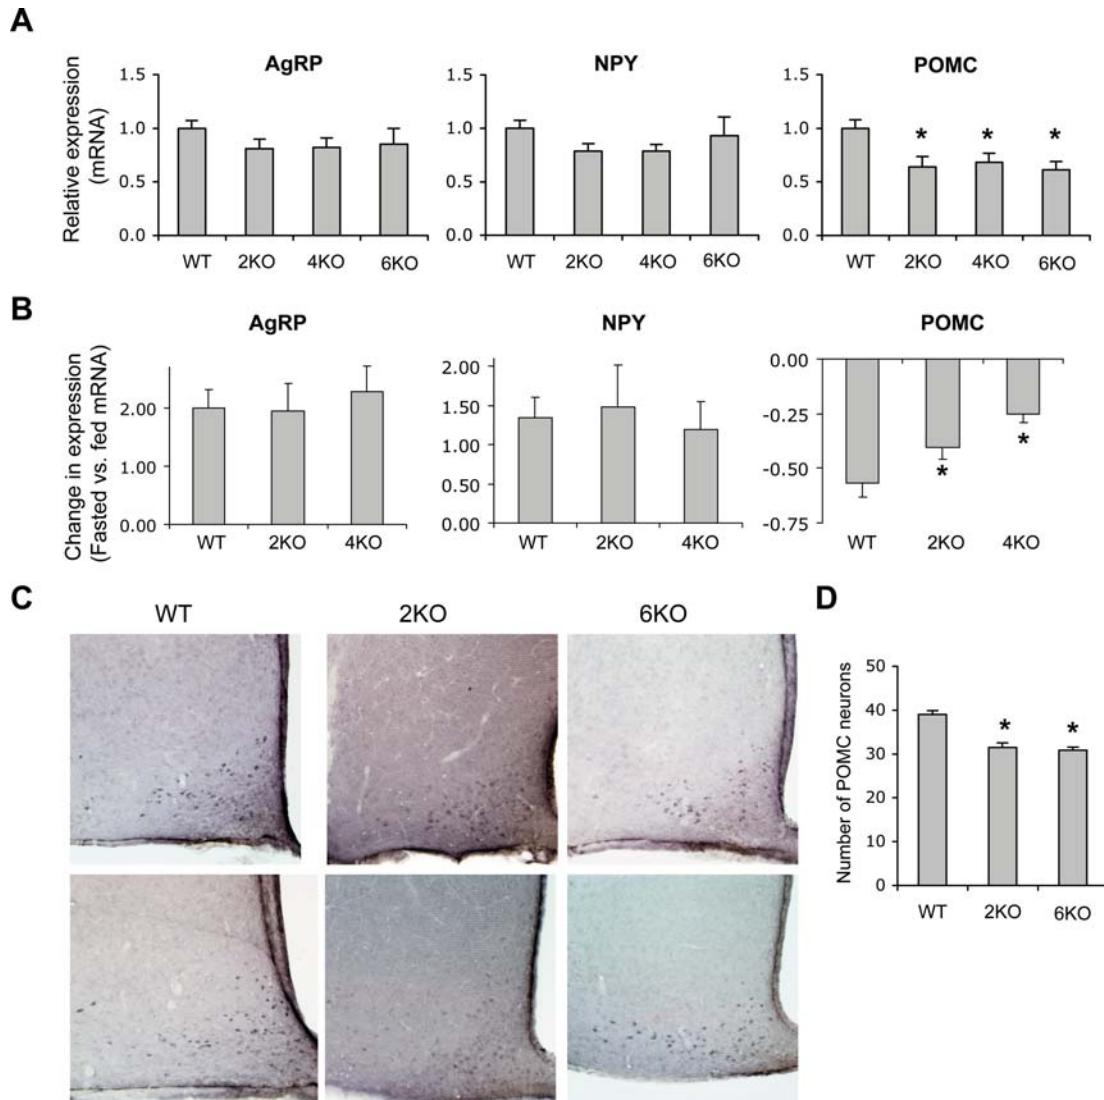 A
AgRP
NPY
POMC
Relative expression
(mRNA)
1.5
1.0
0.5
0.0
WT 2KO 4KO 6KO
1.5
1.0
0.5
0.0
WT 2KO 4KO 6KO
1.5
1.0
0.5
0.0
* * *
WT 2KO 4KO 6KO
B
AgRP
NPY
POMC
Change in expression
(Fasted vs. fed mRNA)
2.00
1.00
0.00
WT 2KO 4KO
2.00
1.50
1.00
0.50
0.00
WT 2KO 4KO
0.00
-0.25
-0.50
-0.75
* *
WT 2KO 4KO
C
WT 2KO 6KO
D
Number of POMC neurons
50
40
30
20
10
0
* *
WT 2KO 6KO